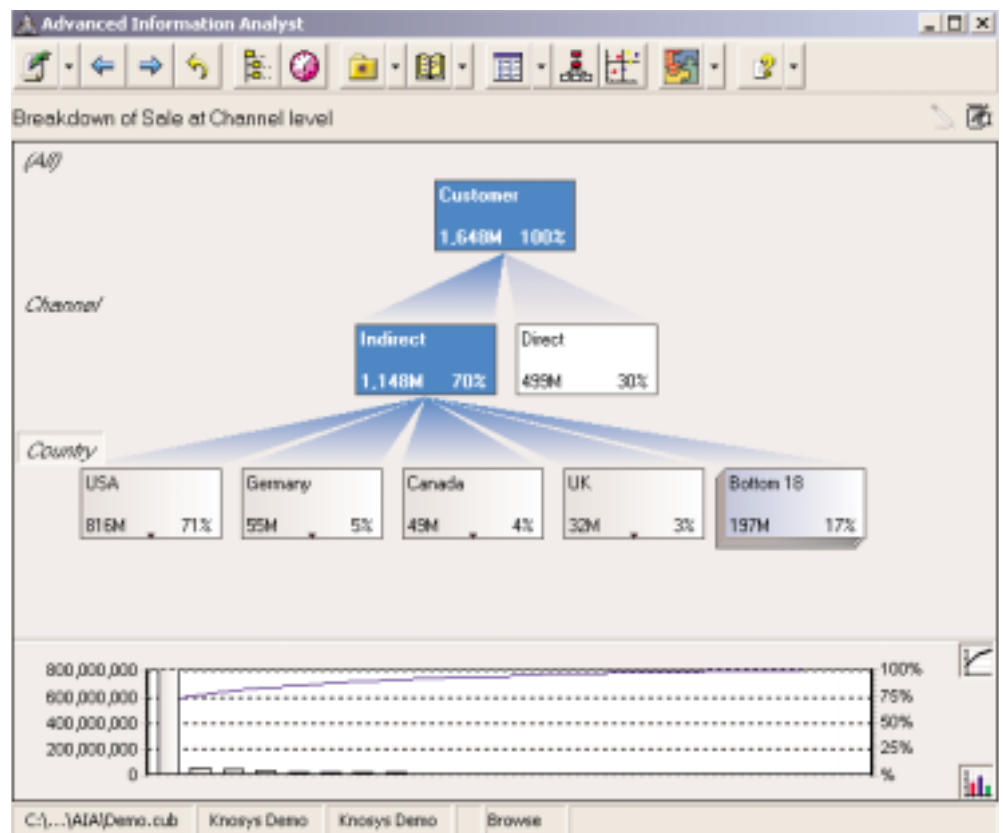 Advanced Information Analyst
Breakdown of Sale at Channel level
(All)
Customer
1,648M 100%
Channel
Indirect
1,148M 70%
Direct
499M 30%
Country
USA
816M 71%
Germany
55M 5%
Canada
49M 4%
UK
32M 3%
Bottom 18
197M 17%
800,000,000
600,000,000
400,000,000
200,000,000
0
100%
75%
50%
25%
%
C:\...\AIA\Demo.cub Knosys Demo Knosys Demo Browse